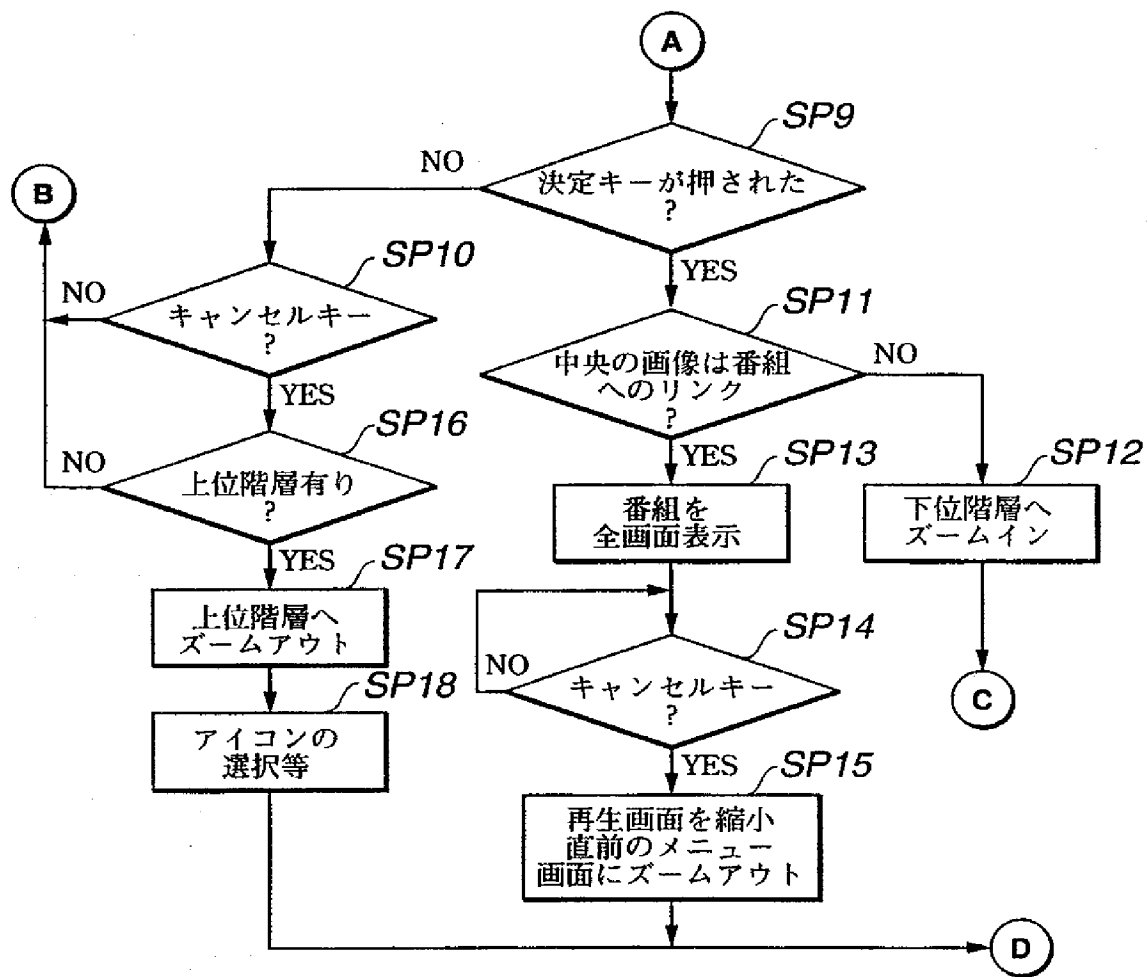 A
SP9
NO
決定キーが押された
?
B
SP10
YES
SP11
NO
キャンセルキー
?
中央の画像は番組
へのリンク
?
NO
YES
SP16
YES
SP13
SP12
NO
上位階層有り
?
番組を
全画面表示
下位階層へ
ズームイン
YES
SP17
上位階層へ
ズームアウト
SP14
NO
キャンセルキー
?
C
SP18
アイコンの
選択等
YES
SP15
再生画面を縮小
直前のメニュー
画面にズームアウト
D